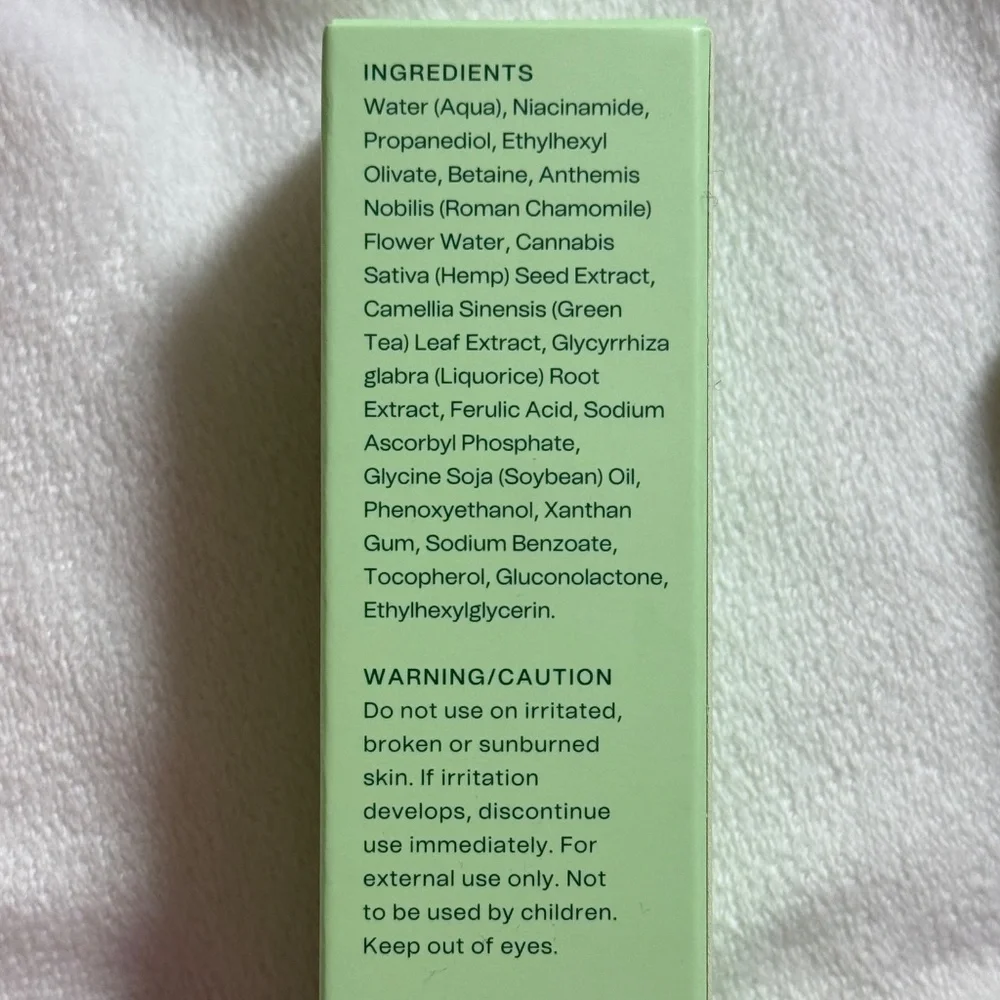 INGREDIENTS
Water (Aqua), Niacinamide,
Propanediol, Ethylhexyl
Olivate, Betaine, Anthemis
Nobilis (Roman Chamomile)
Flower Water, Cannabis
Sativa (Hemp) Seed Extract,
Camellia Sinensis (Green
Tea) Leaf Extract, Glycyrrhiza
glabra (Liquorice) Root
Extract, Ferulic Acid, Sodium
Ascorbyl Phosphate,
Glycine Soja (Soybean) Oil,
Phenoxyethanol, Xanthan
Gum, Sodium Benzoate,
Tocopherol, Gluconolactone,
Ethylhexylglycerin.
WARNING/CAUTION
Do not use on irritated,
broken or sunburned
skin. If irritation
develops, discontinue
use immediately. For
external use only. Not
to be used by children.
Keep out of eyes.